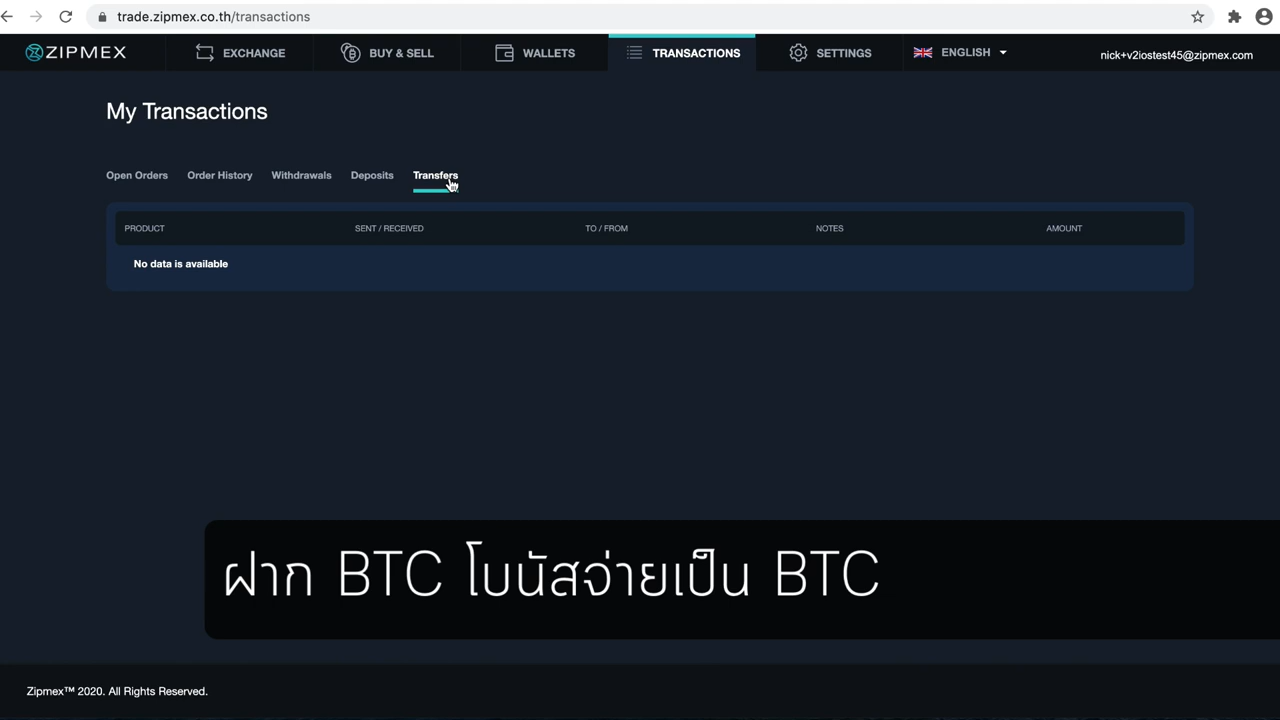 trade.zipmex.co.th/transactions
ZIPMEX
EXCHANGE
BUY & SELL
WALLETS
TRANSACTIONS
SETTINGS
ENGLISH
nick+v2iostest45@zipmex.com
My Transactions
Open Orders
Order History
Withdrawals
Deposits
Transfers
PRODUCT
SENT / RECEIVED
TO / FROM
NOTES
AMOUNT
No data is available
ฝาก BTC โบนัสจ่ายเป็น BTC
Zipmex™ 2020. All Rights Reserved.